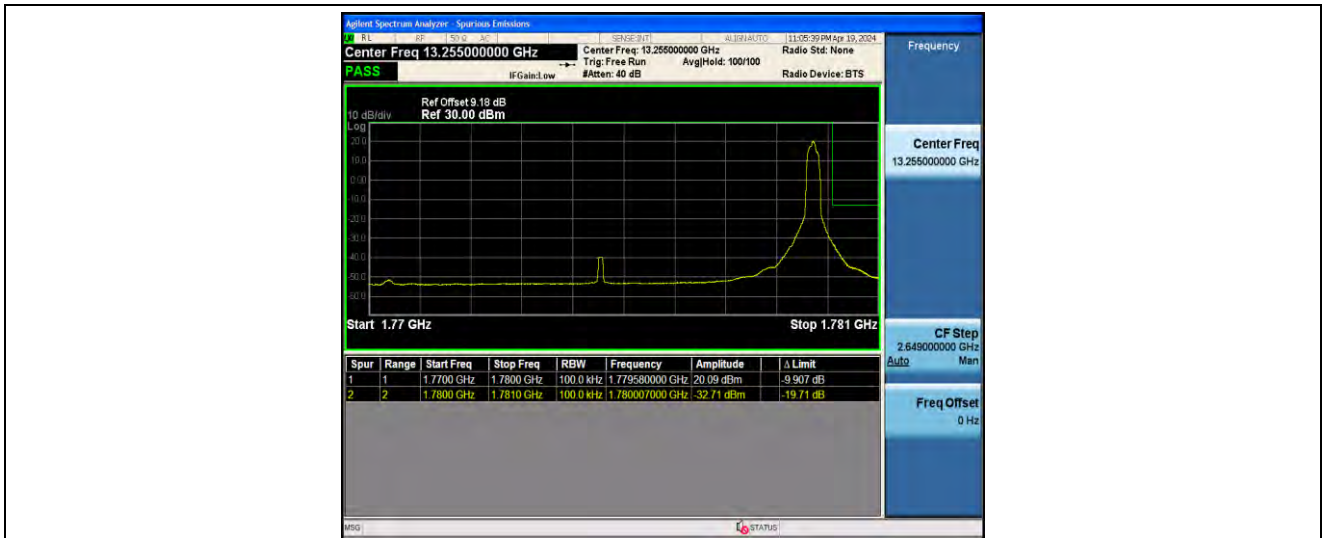 Agilent Spectrum Analyzer - Spurious Emissions
RL RF 50 Ω AC SENSE:INT ALIGN AUTO 11:05:39 PM Apr 19, 2024
Center Freq 13.255000000 GHz
PASS
IFGain:Low
Center Freq: 13.255000000 GHz
Trig: Free Run Avg|Hold: 100/100
#Atten: 40 dB
Radio Std: None
Radio Device: BTS
Frequency
Ref Offset 9.18 dB
10 dB/div Ref 30.00 dBm
Log
20.0
10.0
0.00
-10.0
-20.0
-30.0
-40.0
-50.0
-60.0
Start 1.77 GHz Stop 1.781 GHz
Center Freq
13.255000000 GHz
CF Step
2.649000000 GHz
Auto Man
Freq Offset
0 Hz
Spur Range Start Freq Stop Freq RBW Frequency Amplitude Δ Limit
1 1 1.7700 GHz 1.7800 GHz 100.0 kHz 1.779580000 GHz 20.09 dBm -9.907 dB
2 2 1.7800 GHz 1.7810 GHz 100.0 kHz 1.780007000 GHz -32.71 dBm -19.71 dB
MSG STATUS